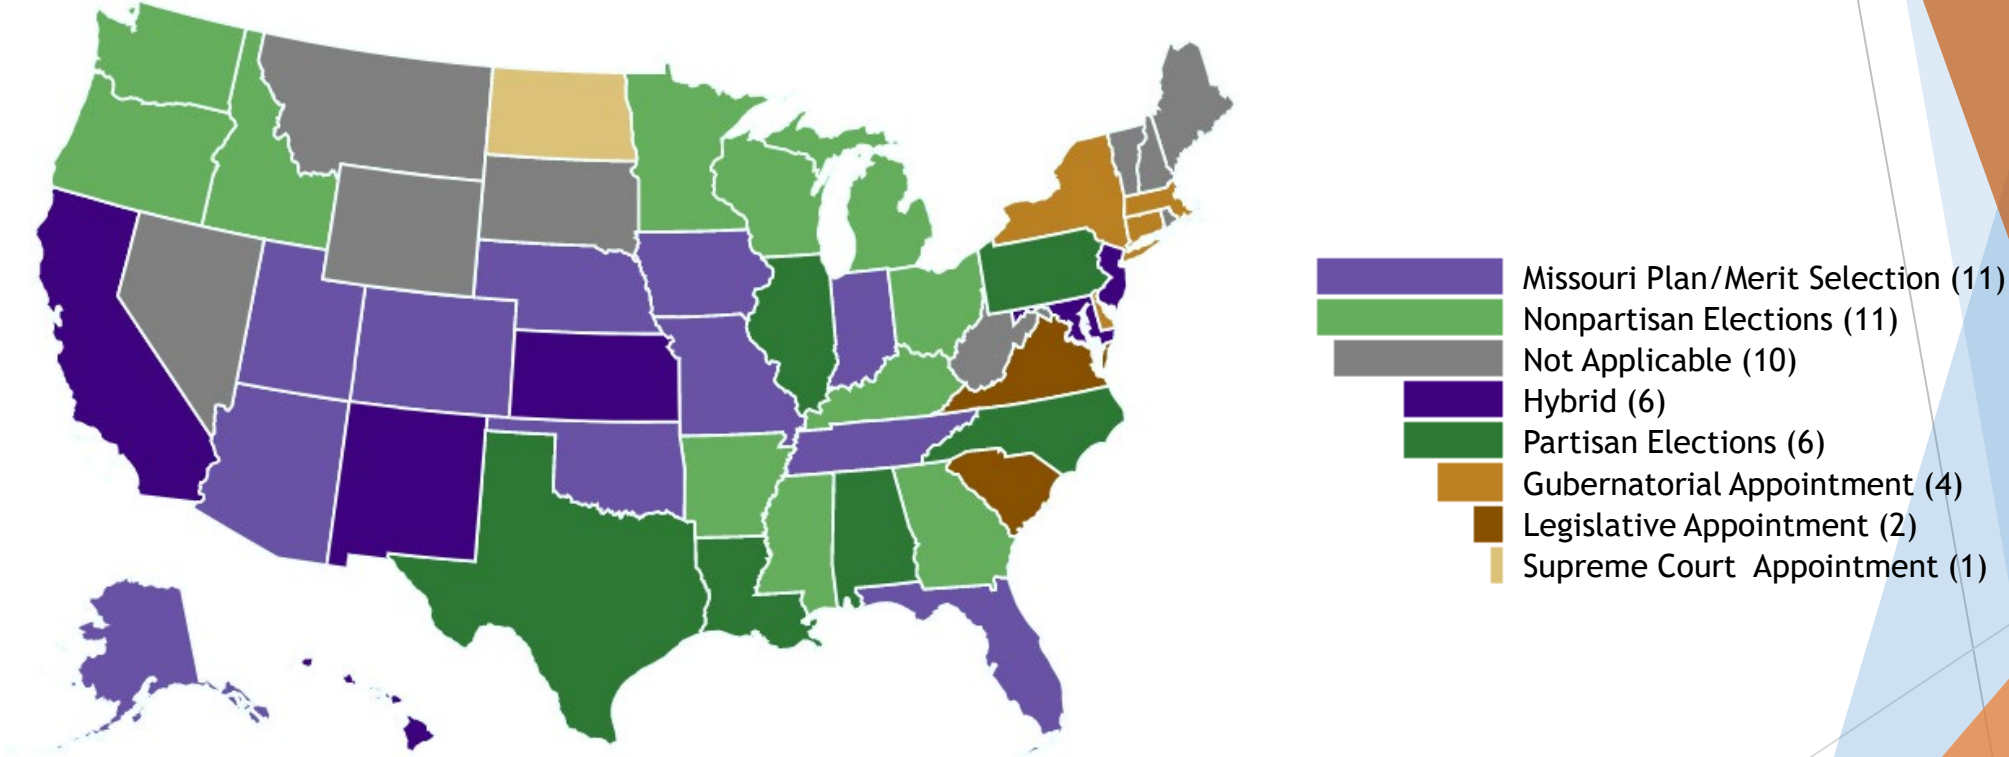 Missouri Plan/Merit Selection (11)
Nonpartisan Elections (11)
Not Applicable (10)
Hybrid (6)
Partisan Elections (6)
Gubernatorial Appointment (4)
Legislative Appointment (2)
Supreme Court  Appointment (1)